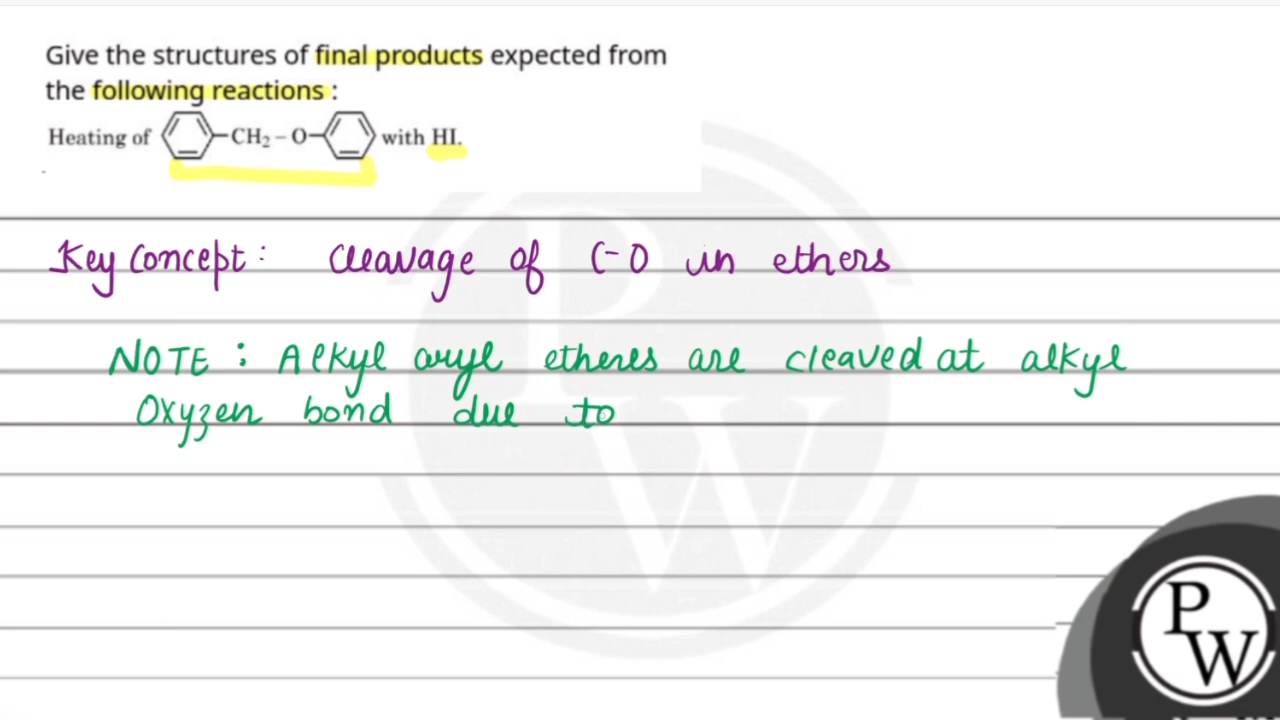 Give the structures of final products expected from
the following reactions :
Heating of CH₂ – O with HI.
Key Concept: Cleavage of C-O in ethers
NOTE : Alkyl aryl etheres are cleaved at alkyl
Oxyzen bond due to
P
W
P
W